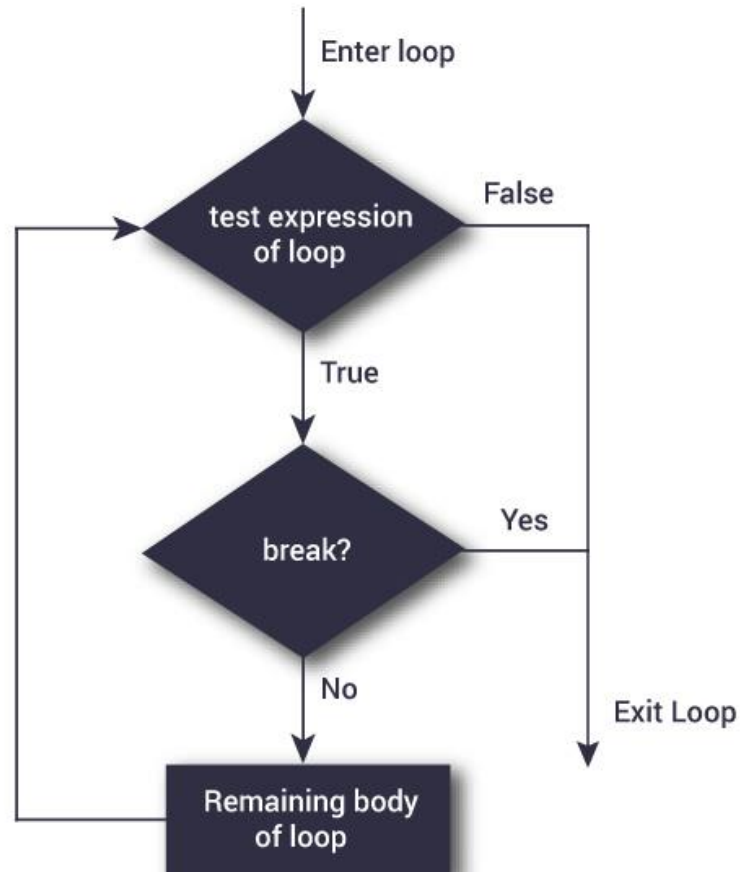 Enter loop
test expression
of loop
False
True
break?
Yes
No
Exit Loop
Remaining body
of loop